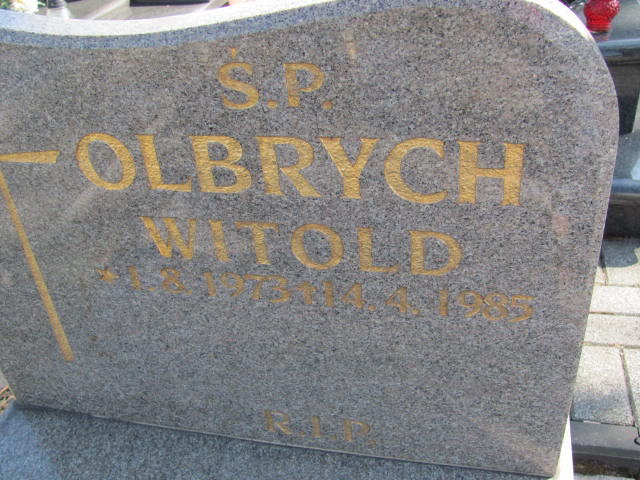 Ś.P.
OLBRYCH
WITOLD
* 1. 8. 1973 † 14. 4. 1985
R.I.P.